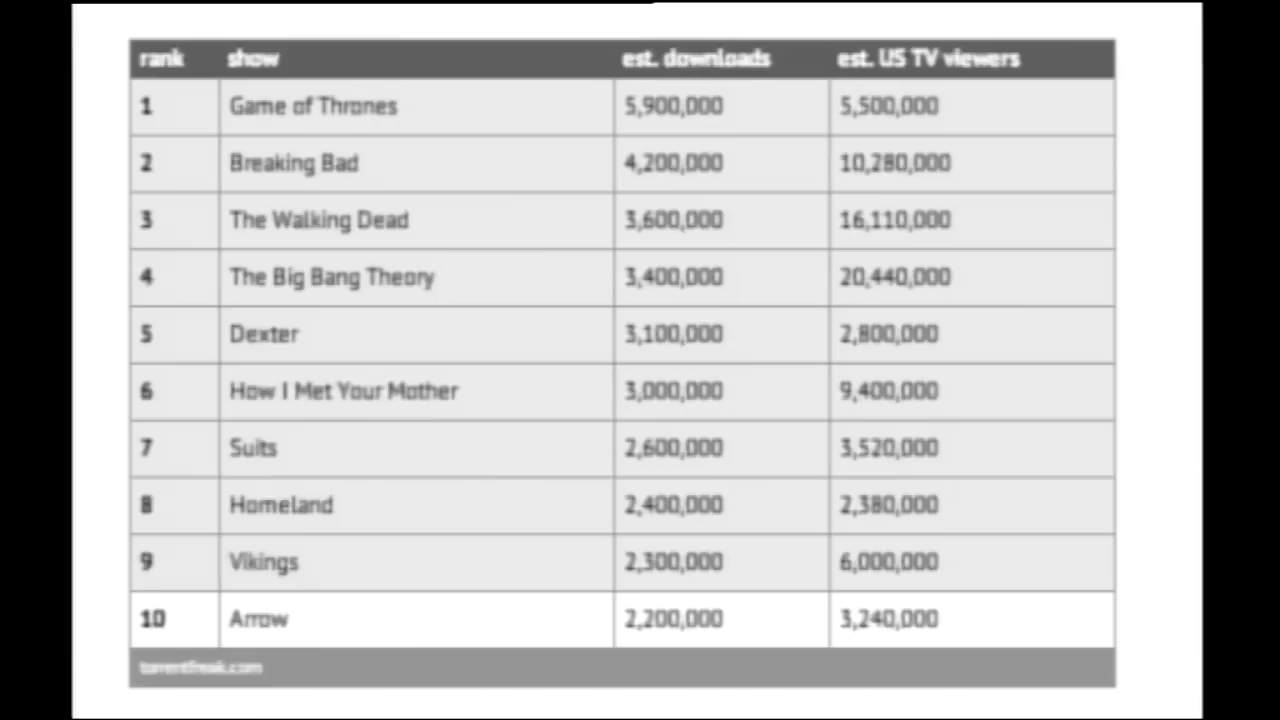 rank show est. downloads est. US TV viewers
1 Game of Thrones 5,900,000 5,500,000
2 Breaking Bad 4,200,000 10,280,000
3 The Walking Dead 3,600,000 16,110,000
4 The Big Bang Theory 3,400,000 20,440,000
5 Dexter 3,100,000 2,800,000
6 How I Met Your Mother 3,000,000 9,400,000
7 Suits 2,600,000 3,520,000
8 Homeland 2,400,000 2,380,000
9 Vikings 2,300,000 6,000,000
10 Arrow 2,200,000 3,240,000
torrentfreak.com